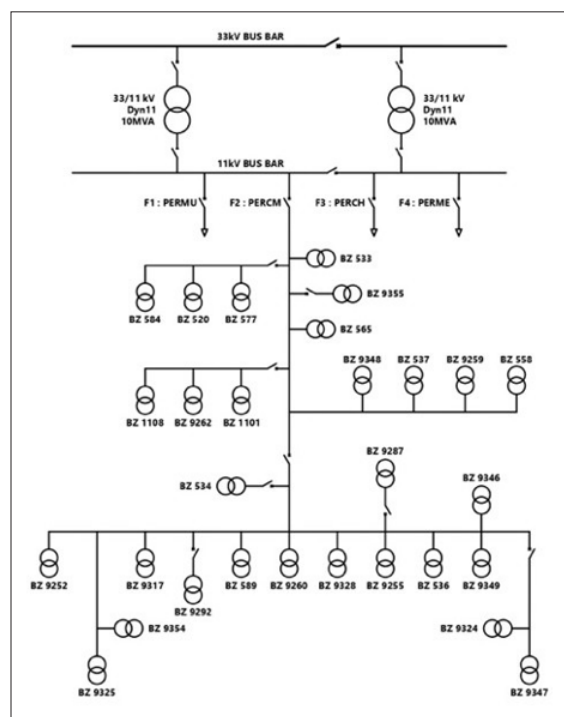 33kV BUS BAR
33/11 kV
Dyn11
10MVA
33/11 kV
Dyn11
10MVA
11kV BUS BAR
F1 : PERMU
F2 : PERCM
F3 : PERCH
F4 : PERME
BZ 533
BZ 9355
BZ 584
BZ 520
BZ 577
BZ 565
BZ 9348
BZ 537
BZ 9259
BZ 558
BZ 1108
BZ 9262
BZ 1101
BZ 9287
BZ 534
BZ 9346
BZ 9252
BZ 9317
BZ 9292
BZ 589
BZ 9260
BZ 9328
BZ 9255
BZ 536
BZ 9349
BZ 9354
BZ 9324
BZ 9325
BZ 9347